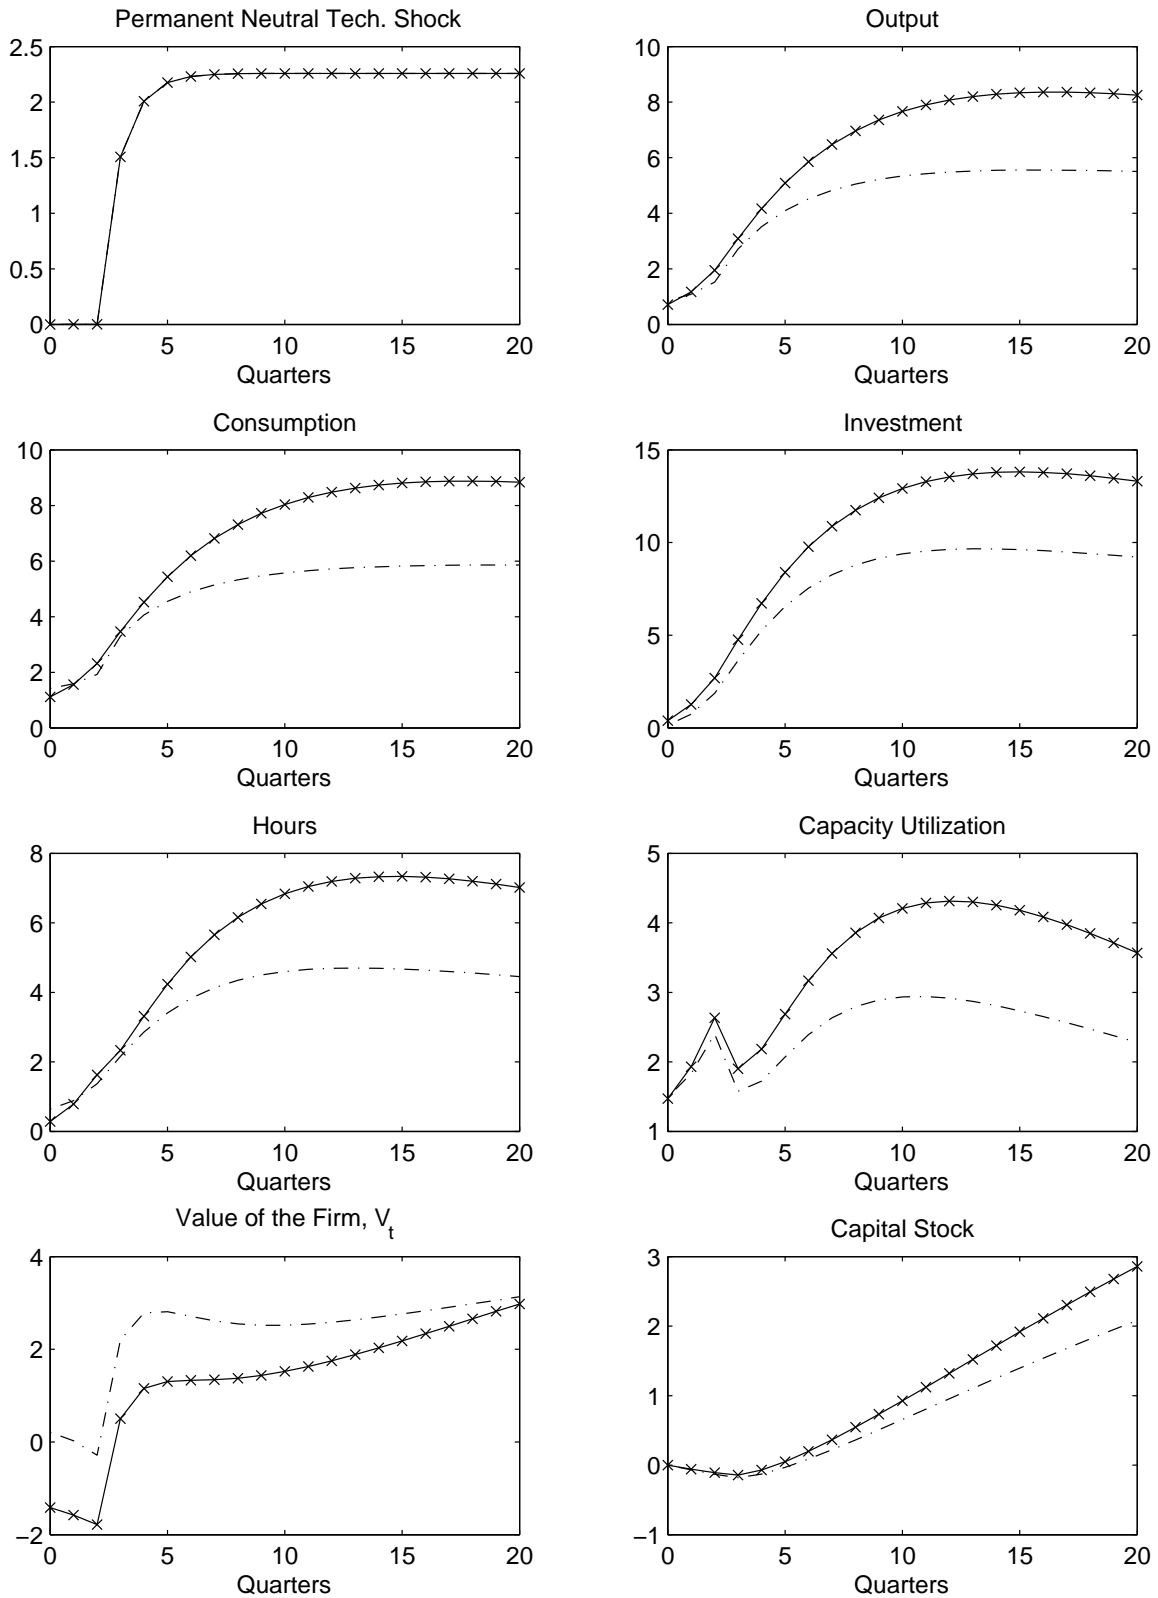 Permanent Neutral Tech. Shock
2.5
2
1.5
1
0.5
0
0 5 10 15 20
Quarters
Output
10
8
6
4
2
0
0 5 10 15 20
Quarters
Consumption
10
8
6
4
2
0
0 5 10 15 20
Quarters
Investment
15
10
5
0
0 5 10 15 20
Quarters
Hours
8
6
4
2
0
0 5 10 15 20
Quarters
Capacity Utilization
5
4
3
2
1
0 5 10 15 20
Quarters
Value of the Firm, V_t
4
2
0
−2
0 5 10 15 20
Quarters
Capital Stock
3
2
1
0
−1
0 5 10 15 20
Quarters